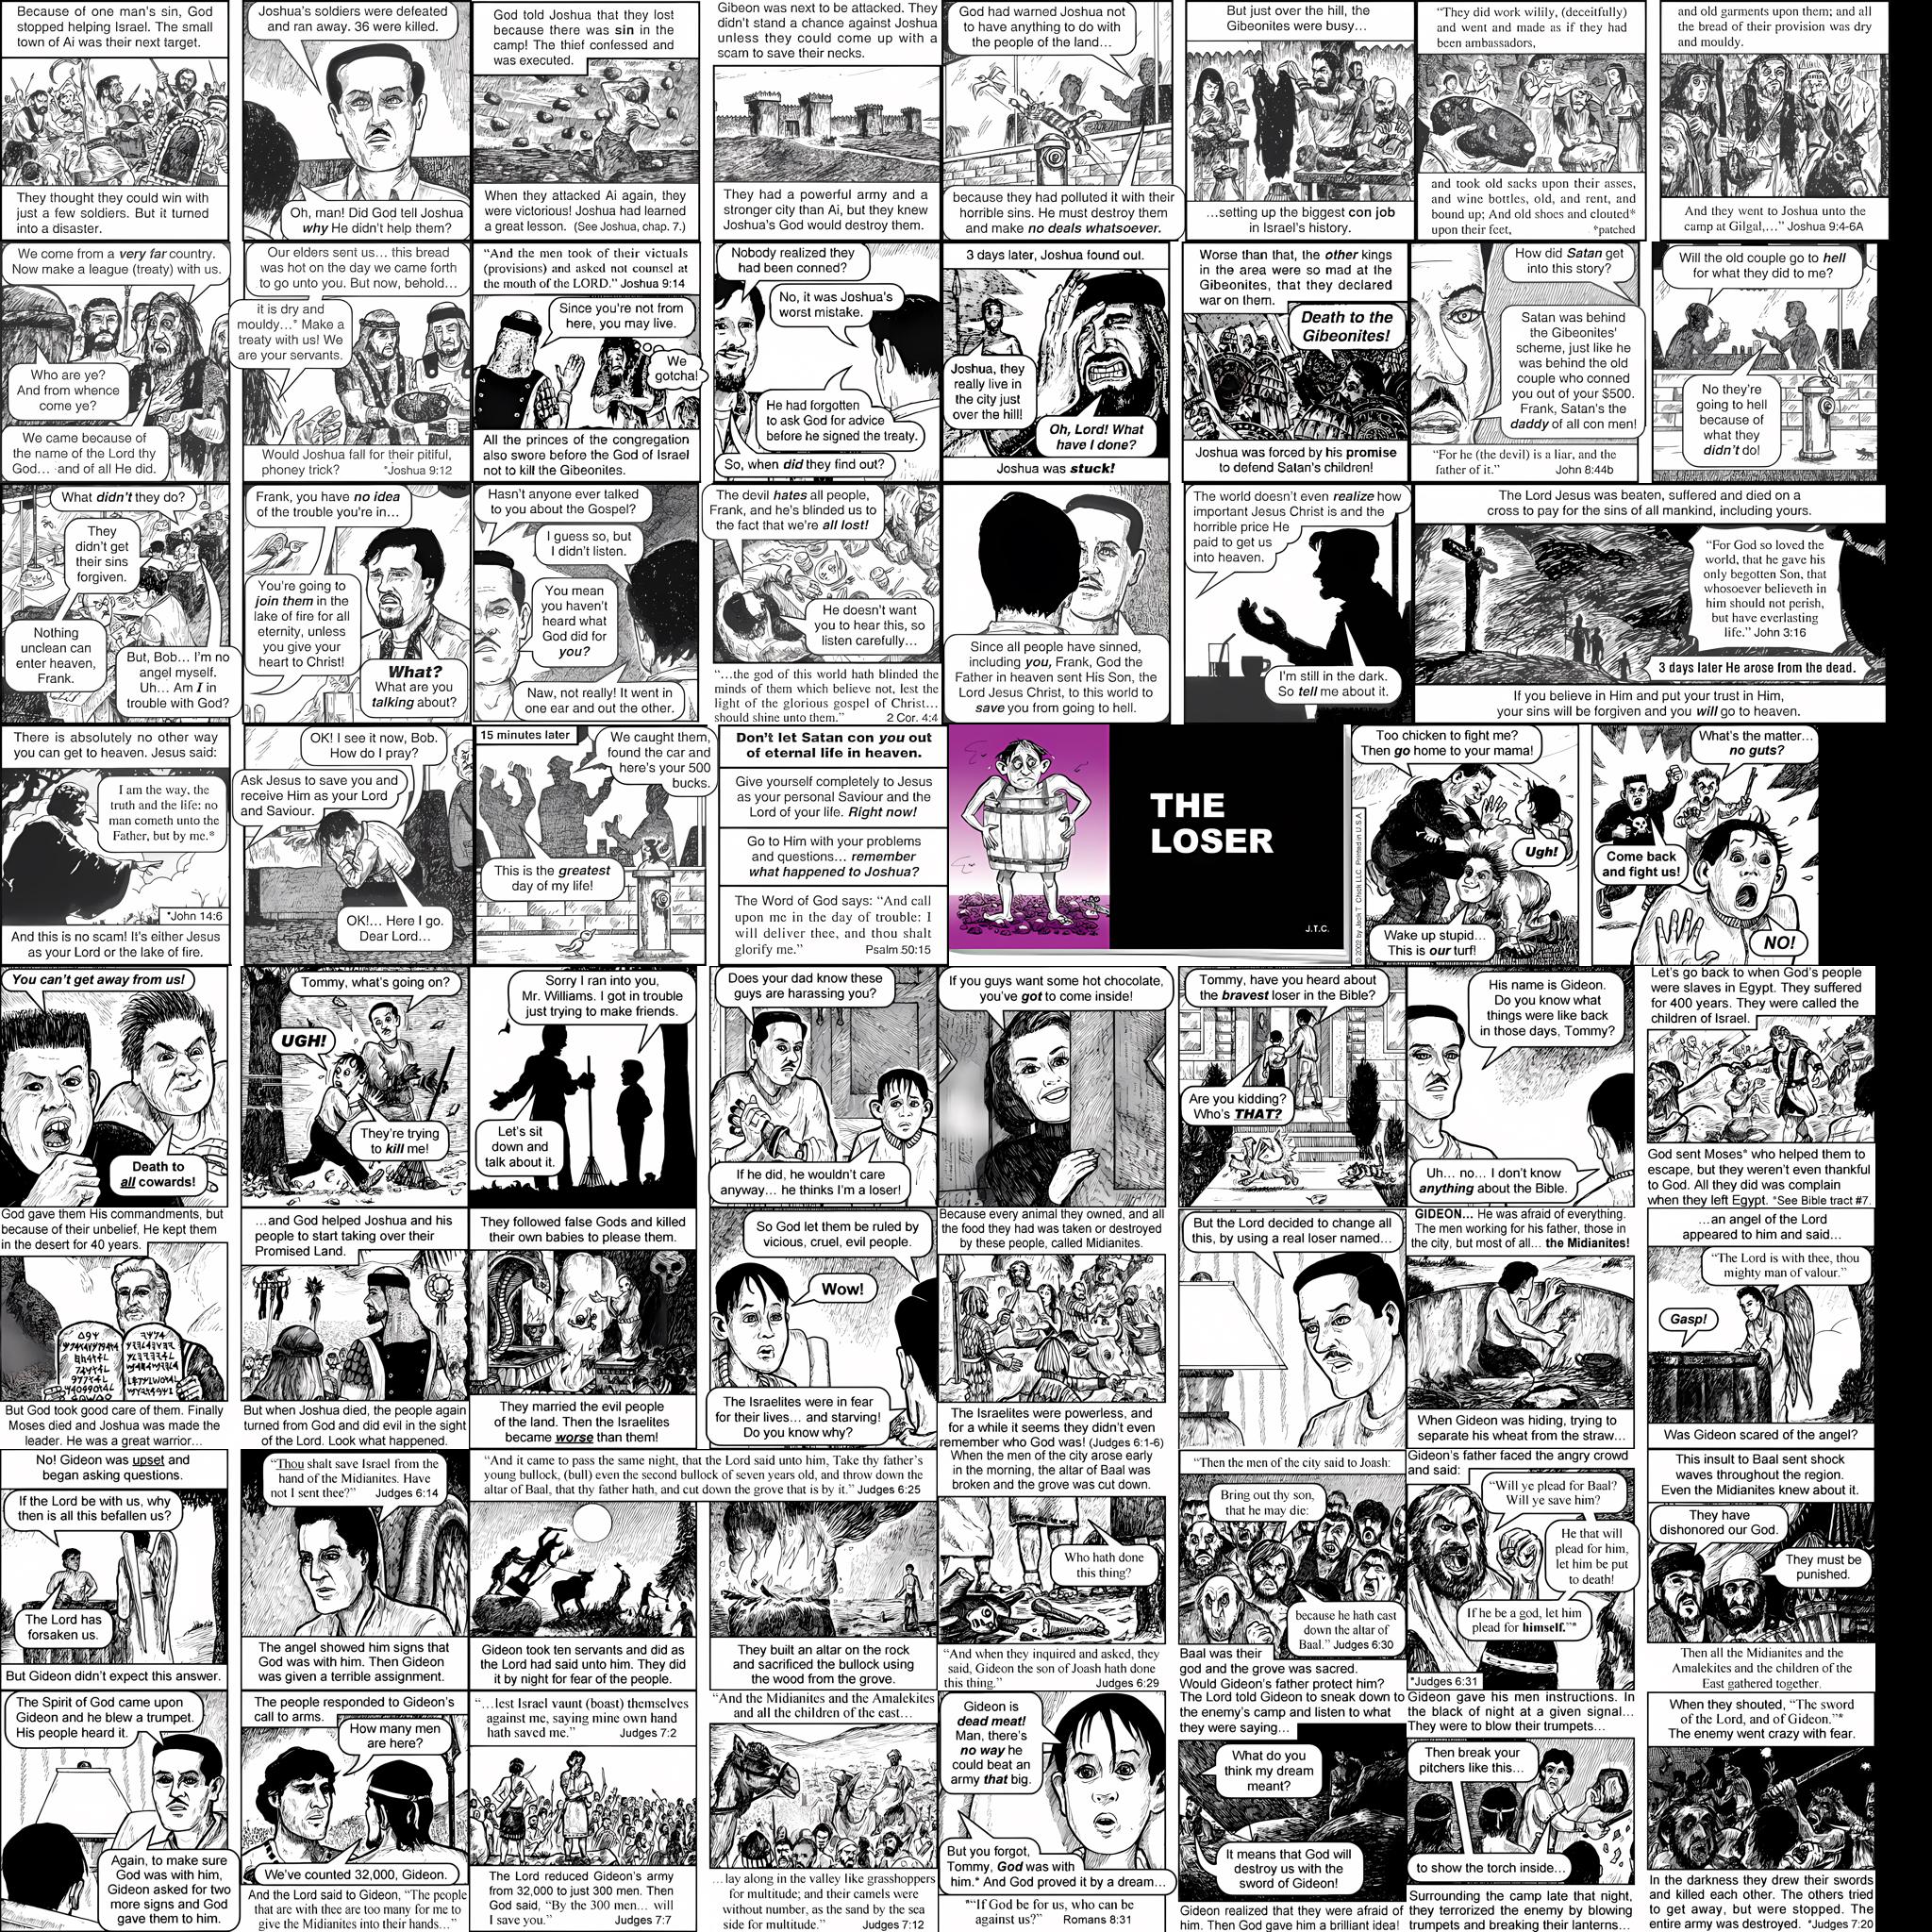 Because of one man's sin, God
stopped helping Israel. The small
town of Ai was their next target.
They thought they could win with
just a few soldiers. But it turned
into a disaster.
Joshua's soldiers were defeated
and ran away. 36 were killed.
Oh, man! Did God tell Joshua
why He didn't help them?
God told Joshua that they lost
because there was sin in the
camp! The thief confessed and
was executed.
When they attacked Ai again, they
were victorious! Joshua had learned
a great lesson. (See Joshua, chap. 7.)
Gibeon was next to be attacked. They
didn't stand a chance against Joshua
unless they could come up with a
scam to save their necks.
They had a powerful army and a
stronger city than Ai, but they knew
Joshua's God would destroy them.
God had warned Joshua not
to have anything to do with
the people of the land...
because they had polluted it with their
horrible sins. He must destroy them
and make no deals whatsoever.
But just over the hill, the
Gibeonites were busy...
...setting up the biggest con job
in Israel's history.
"They did work wilily, (deceitfully)
and went and made as if they had
been ambassadors,
and took old sacks upon their asses,
and wine bottles, old, and rent, and
bound up; And old shoes and clouted*
upon their feet,
*patched
and old garments upon them; and all
the bread of their provision was dry
and mouldy.
And they went to Joshua unto the
camp at Gilgal,..." Joshua 9:4-6A
We come from a very far country.
Now make a league (treaty) with us.
Who are ye?
And from whence
come ye?
We came because of
the name of the Lord thy
God... and of all He did.
Our elders sent us... this bread
was hot on the day we came forth
to go unto you. But now, behold...
it is dry and
mouldy...* Make a
treaty with us! We
are your servants.
Would Joshua fall for their pitiful,
phoney trick?
*Joshua 9:12
"And the men took of their victuals
(provisions) and asked not counsel at
the mouth of the LORD." Joshua 9:14
Since you're not from
here, you may live.
We
gotcha!
All the princes of the congregation
also swore before the God of Israel
not to kill the Gibeonites.
Nobody realized they
had been conned?
No, it was Joshua's
worst mistake.
He had forgotten
to ask God for advice
before he signed the treaty.
So, when did they find out?
3 days later, Joshua found out.
Joshua, they
really live in
the city just
over the hill!
Oh, Lord! What
have I done?
Joshua was stuck!
Worse than that, the other kings
in the area were so mad at the
Gibeonites, that they declared
war on them.
Death to the
Gibeonites!
Joshua was forced by his promise
to defend Satan's children!
How did Satan get
into this story?
Satan was behind
the Gibeonites'
scheme, just like he
was behind the old
couple who conned
you out of your $500.
Frank, Satan's the
daddy of all con men!
"For he (the devil) is a liar, and the
father of it."
John 8:44b
Will the old couple go to hell
for what they did to me?
No they're
going to hell
because of
what they
didn't do!
What didn't they do?
They
didn't get
their sins
forgiven.
Nothing
unclean can
enter heaven,
Frank.
But, Bob... I'm no
angel myself.
Uh... Am I in
trouble with God?
Frank, you have no idea
of the trouble you're in...
You're going to
join them in the
lake of fire for all
eternity, unless
you give your
heart to Christ!
What?
What are you
talking about?
Hasn't anyone ever talked
to you about the Gospel?
I guess so, but
I didn't listen.
You mean
you haven't
heard what
God did for
you?
Naw, not really! It went in
one ear and out the other.
The devil hates all people,
Frank, and he's blinded us to
the fact that we're all lost!
He doesn't want
you to hear this, so
listen carefully...
"...the god of this world hath blinded the
minds of them which believe not, lest the
light of the glorious gospel of Christ...
should shine unto them."
2 Cor. 4:4
Since all people have sinned,
including you, Frank, God the
Father in heaven sent His Son, the
Lord Jesus Christ, to this world to
save you from going to hell.
The world doesn't even realize how
important Jesus Christ is and the
horrible price He
paid to get us
into heaven.
I'm still in the dark.
So tell me about it.
The Lord Jesus was beaten, suffered and died on a
cross to pay for the sins of all mankind, including yours.
"For God so loved the
world, that he gave his
only begotten Son, that
whosoever believeth in
him should not perish,
but have everlasting
life." John 3:16
3 days later He arose from the dead.
If you believe in Him and put your trust in Him,
your sins will be forgiven and you will go to heaven.
There is absolutely no other way
you can get to heaven. Jesus said:
I am the way, the
truth and the life: no
man cometh unto the
Father, but by me.*
*John 14:6
And this is no scam! It's either Jesus
as your Lord or the lake of fire.
OK! I see it now, Bob.
How do I pray?
Ask Jesus to save you and
receive Him as your Lord
and Saviour.
OK!... Here I go.
Dear Lord...
15 minutes later
We caught them,
found the car and
here's your 500
bucks.
This is the greatest
day of my life!
Don't let Satan con you out
of eternal life in heaven.
Give yourself completely to Jesus
as your personal Saviour and the
Lord of your life. Right now!
Go to Him with your problems
and questions... remember
what happened to Joshua?
The Word of God says: "And call
upon me in the day of trouble: I
will deliver thee, and thou shalt
glorify me."
Psalm 50:15
THE
LOSER
J.T.C.
© 2002 by Jack T. Chick LLC Printed in U.S.A.
Too chicken to fight me?
Then go home to your mama!
Ugh!
Wake up stupid...
This is our turf!
What's the matter...
no guts?
Come back
and fight us!
NO!
You can't get away from us!
Death to
all cowards!
Tommy, what's going on?
UGH!
They're trying
to kill me!
Sorry I ran into you,
Mr. Williams. I got in trouble
just trying to make friends.
Let's sit
down and
talk about it.
Does your dad know these
guys are harassing you?
If he did, he wouldn't care
anyway... he thinks I'm a loser!
If you guys want some hot chocolate,
you've got to come inside!
Tommy, have you heard about
the bravest loser in the Bible?
Are you kidding?
Who's THAT?
His name is Gideon.
Do you know what
things were like back
in those days, Tommy?
Uh... no... I don't know
anything about the Bible.
Let's go back to when God's people
were slaves in Egypt. They suffered
for 400 years. They were called the
children of Israel.
God sent Moses* who helped them to
escape, but they weren't even thankful
to God. All they did was complain
when they left Egypt. *See Bible tract #7.
God gave them His commandments, but
because of their unbelief, He kept them
in the desert for 40 years.
But God took good care of them. Finally
Moses died and Joshua was made the
leader. He was a great warrior...
...and God helped Joshua and his
people to start taking over their
Promised Land.
But when Joshua died, the people again
turned from God and did evil in the sight
of the Lord. Look what happened.
They followed false Gods and killed
their own babies to please them.
They married the evil people
of the land. Then the Israelites
became worse than them!
So God let them be ruled by
vicious, cruel, evil people.
Wow!
The Israelites were in fear
for their lives... and starving!
Do you know why?
Because every animal they owned, and all
the food they had was taken or destroyed
by these people, called Midianites.
The Israelites were powerless, and
for a while it seems they didn't even
remember who God was! (Judges 6:1-6)
But the Lord decided to change all
this, by using a real loser named...
GIDEON... He was afraid of everything.
The men working for his father, those in
the city, but most of all... the Midianites!
When Gideon was hiding, trying to
separate his wheat from the straw...
...an angel of the Lord
appeared to him and said...
"The Lord is with thee, thou
mighty man of valour."
Gasp!
Was Gideon scared of the angel?
No! Gideon was upset and
began asking questions.
If the Lord be with us, why
then is all this befallen us?
The Lord has
forsaken us.
But Gideon didn't expect this answer.
"Thou shalt save Israel from the
hand of the Midianites. Have
not I sent thee?"
Judges 6:14
The angel showed him signs that
God was with him. Then Gideon
was given a terrible assignment.
"And it came to pass the same night, that the Lord said unto him, Take thy father's
young bullock, (bull) even the second bullock of seven years old, and throw down the
altar of Baal, that thy father hath, and cut down the grove that is by it." Judges 6:25
Gideon took ten servants and did as
the Lord had said unto him. They did
it by night for fear of the people.
They built an altar on the rock
and sacrificed the bullock using
the wood from the grove.
When the men of the city arose early
in the morning, the altar of Baal was
broken and the grove was cut down.
Who hath done
this thing?
"And when they inquired and asked, they
said, Gideon the son of Joash hath done
this thing."
Judges 6:29
"Then the men of the city said to Joash:
Bring out thy son,
that he may die:
because he hath cast
down the altar of
Baal." Judges 6:30
Baal was their
god and the grove was sacred.
Would Gideon's father protect him?
Gideon's father faced the angry crowd
and said:
"Will ye plead for Baal?
Will ye save him?
He that will
plead for him,
let him be put
to death!
If he be a god, let him
plead for himself."*
*Judges 6:31
This insult to Baal sent shock
waves throughout the region.
Even the Midianites knew about it.
They have
dishonored our God.
They must be
punished.
Then all the Midianites and the
Amalekites and the children of the
East gathered together.
The Spirit of God came upon
Gideon and he blew a trumpet.
His people heard it.
Again, to make sure
God was with him,
Gideon asked for two
more signs and God
gave them to him.
The people responded to Gideon's
call to arms.
How many men
are here?
We've counted 32,000, Gideon.
And the Lord said to Gideon, "The people
that are with thee are too many for me to
give the Midianites into their hands..."
"...lest Israel vaunt (boast) themselves
against me, saying mine own hand
hath saved me."
Judges 7:2
The Lord reduced Gideon's army
from 32,000 to just 300 men. Then
God said, "By the 300 men... will
I save you."
Judges 7:7
"And the Midianites and the Amalekites
and all the children of the east...
...lay along in the valley like grasshoppers
for multitude; and their camels were
without number, as the sand by the sea
side for multitude."
Judges 7:12
Gideon is
dead meat!
Man, there's
no way he
could beat an
army that big.
But you forgot,
Tommy, God was with
him.* And God proved it by a dream...
*"If God be for us, who can be
against us?"
Romans 8:31
The Lord told Gideon to sneak down to
the enemy's camp and listen to what
they were saying...
What do you
think my dream
meant?
It means that God will
destroy us with the
sword of Gideon!
Gideon realized that they were afraid of
him. Then God gave him a brilliant idea!
Gideon gave his men instructions. In
the black of night at a given signal...
They were to blow their trumpets...
Then break your
pitchers like this...
to show the torch inside...
Surrounding the camp late that night,
they terrorized the enemy by blowing
trumpets and breaking their lanterns...
When they shouted, "The sword
of the Lord, and of Gideon,"*
The enemy went crazy with fear.
In the darkness they drew their swords
and killed each other. The others tried
to get away, but were stopped. The
entire army was destroyed. *Judges 7:20